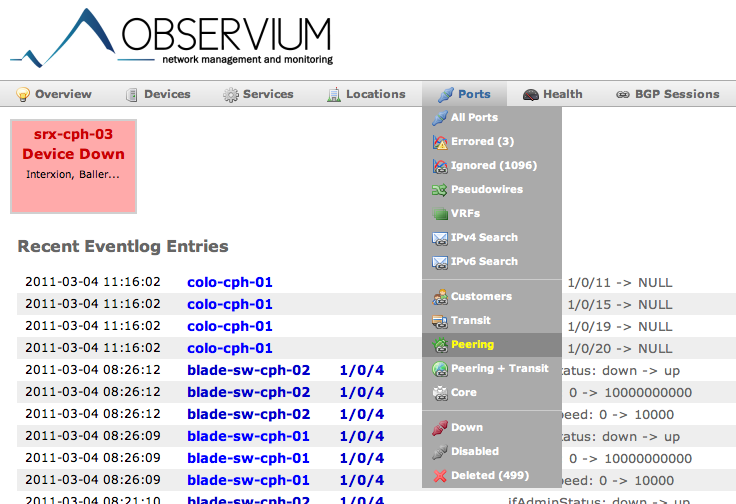 OBSERVIUM
network management and monitoring
Overview Devices Services Locations Ports Health BGP Sessions
srx-cph-03
Device Down
Interxion, Baller...
All Ports
Errored (3)
Ignored (1096)
Pseudowires
VRFs
IPv4 Search
IPv6 Search
Customers
Transit
Peering
Peering + Transit
Core
Down
Disabled
Deleted (499)
Recent Eventlog Entries
2011-03-04 11:16:02 colo-cph-01 1/0/11 -> NULL
2011-03-04 11:16:02 colo-cph-01 1/0/15 -> NULL
2011-03-04 11:16:02 colo-cph-01 1/0/19 -> NULL
2011-03-04 11:16:02 colo-cph-01 1/0/20 -> NULL
2011-03-04 08:26:12 blade-sw-cph-02 1/0/4 tatus: down -> up
2011-03-04 08:26:12 blade-sw-cph-02 1/0/4 0 -> 10000000000
2011-03-04 08:26:12 blade-sw-cph-02 1/0/4 eed: 0 -> 10000
2011-03-04 08:26:09 blade-sw-cph-01 1/0/4 tatus: down -> up
2011-03-04 08:26:09 blade-sw-cph-01 1/0/4 0 -> 10000000000
2011-03-04 08:26:09 blade-sw-cph-01 1/0/4 eed: 0 -> 10000
2011-03-04 08:21:10 blade-sw-cph-02 1/0/4 ifAdminStatus: down -> up